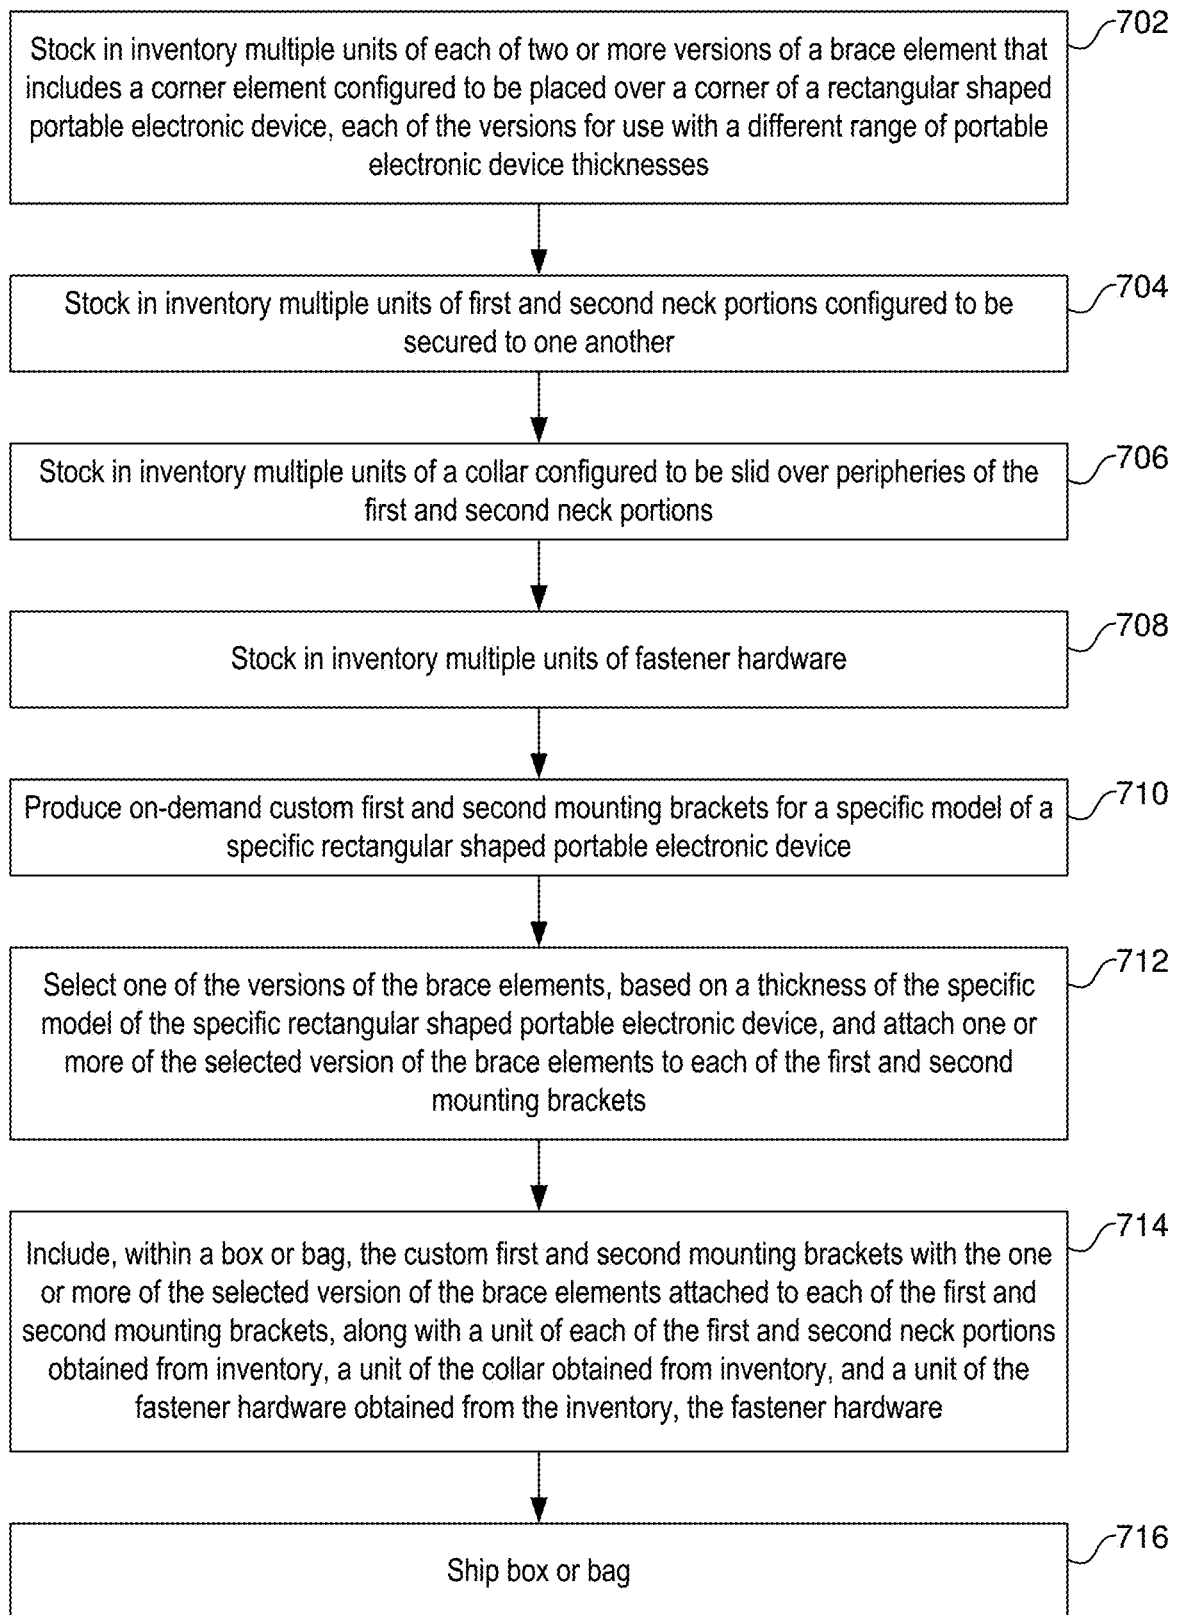 702
Stock in inventory multiple units of each of two or more versions of a brace element that
includes a corner element configured to be placed over a corner of a rectangular shaped
portable electronic device, each of the versions for use with a different range of portable
electronic device thicknesses
704
Stock in inventory multiple units of first and second neck portions configured to be
secured to one another
706
Stock in inventory multiple units of a collar configured to be slid over peripheries of the
first and second neck portions
708
Stock in inventory multiple units of fastener hardware
710
Produce on-demand custom first and second mounting brackets for a specific model of a
specific rectangular shaped portable electronic device
712
Select one of the versions of the brace elements, based on a thickness of the specific
model of the specific rectangular shaped portable electronic device, and attach one or
more of the selected version of the brace elements to each of the first and second
mounting brackets
714
Include, within a box or bag, the custom first and second mounting brackets with the one
or more of the selected version of the brace elements attached to each of the first and
second mounting brackets, along with a unit of each of the first and second neck portions
obtained from inventory, a unit of the collar obtained from inventory, and a unit of the
fastener hardware obtained from the inventory, the fastener hardware
716
Ship box or bag